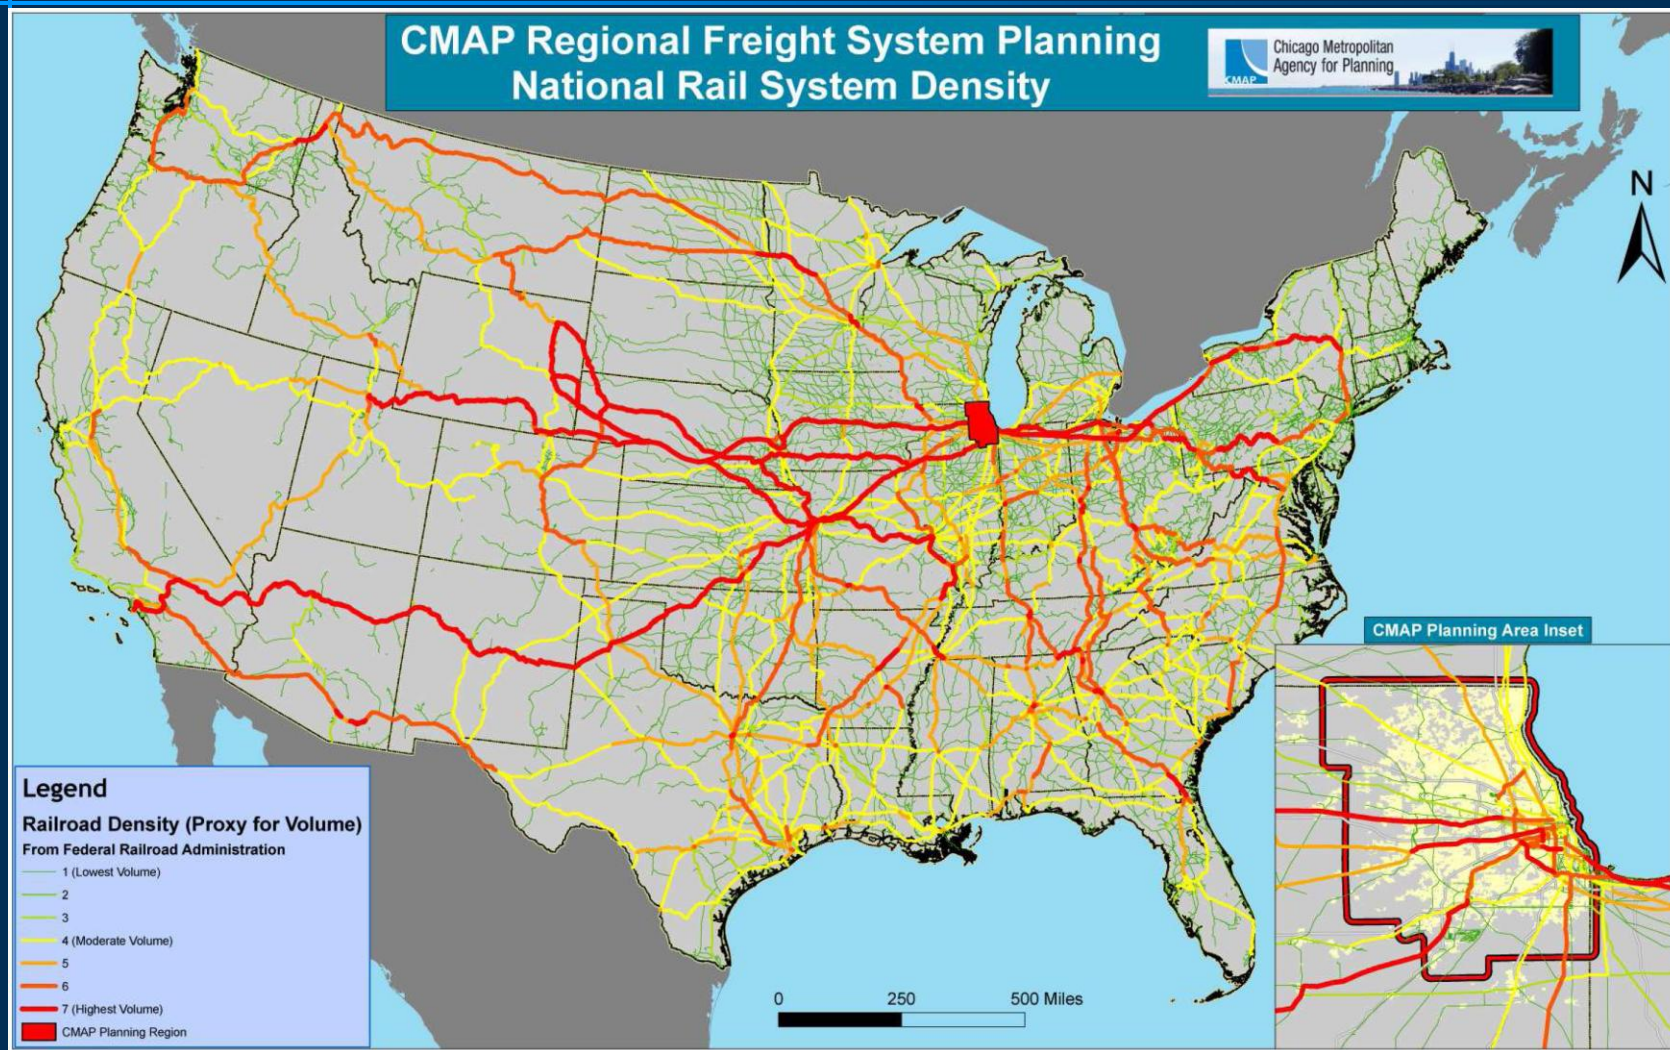 CMAP Regional Freight System Planning
National Rail System Density
CMAP
Chicago Metropolitan
Agency for Planning
N
CMAP Planning Area Inset
Legend
Railroad Density (Proxy for Volume)
From Federal Railroad Administration
1 (Lowest Volume)
2
3
4 (Moderate Volume)
5
6
7 (Highest Volume)
CMAP Planning Region
0 250 500 Miles